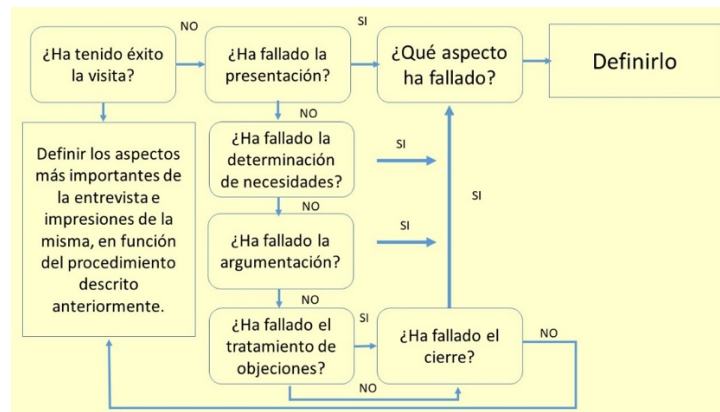 NO
SI
¿Ha tenido éxito
la visita?
¿Ha fallado la
presentación?
¿Qué aspecto
ha fallado?
Definirlo
NO
Definir los aspectos
más importantes de
la entrevista e
impresiones de la
misma, en función
del procedimiento
descrito
anteriormente.
¿Ha fallado la
determinación
de necesidades?
SI
SI
NO
¿Ha fallado la
argumentación?
SI
NO
¿Ha fallado el
tratamiento de
objeciones?
SI
¿Ha fallado el
cierre?
NO
NO